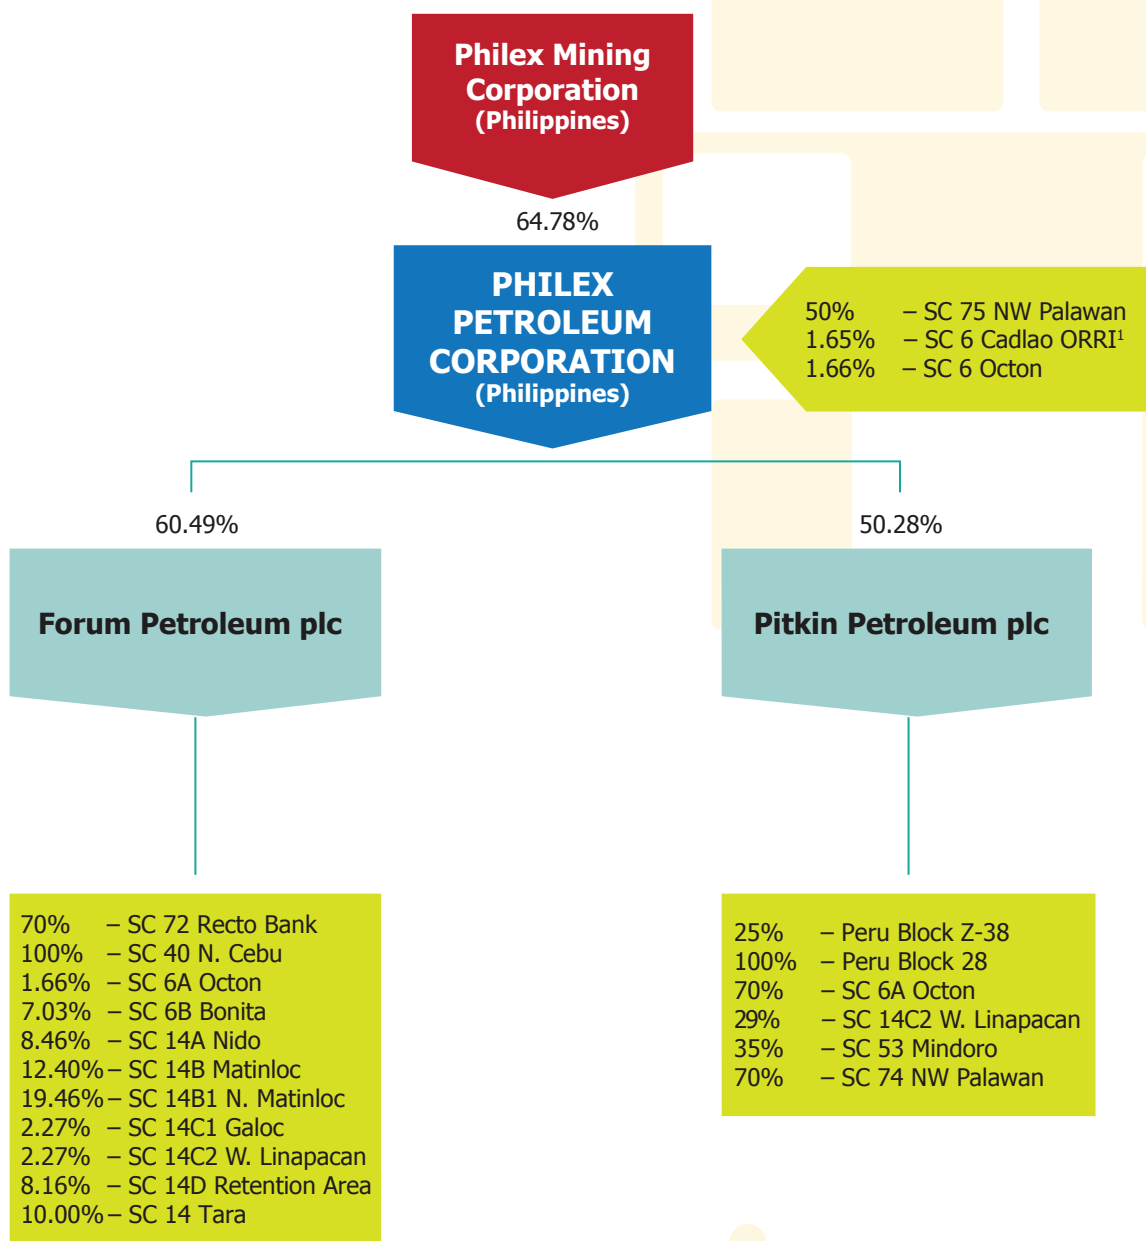 Philex Mining
Corporation
(Philippines)
64.78%
PHILEX
PETROLEUM
CORPORATION
(Philippines)
50% – SC 75 NW Palawan
1.65% – SC 6 Cadlao ORRI¹
1.66% – SC 6 Octon
60.49%
Forum Petroleum plc
70% – SC 72 Recto Bank
100% – SC 40 N. Cebu
1.66% – SC 6A Octon
7.03% – SC 6B Bonita
8.46% – SC 14A Nido
12.40% – SC 14B Matinloc
19.46% – SC 14B1 N. Matinloc
2.27% – SC 14C1 Galoc
2.27% – SC 14C2 W. Linapacan
8.16% – SC 14D Retention Area
10.00% – SC 14 Tara
50.28%
Pitkin Petroleum plc
25% – Peru Block Z-38
100% – Peru Block 28
70% – SC 6A Octon
29% – SC 14C2 W. Linapacan
35% – SC 53 Mindoro
70% – SC 74 NW Palawan